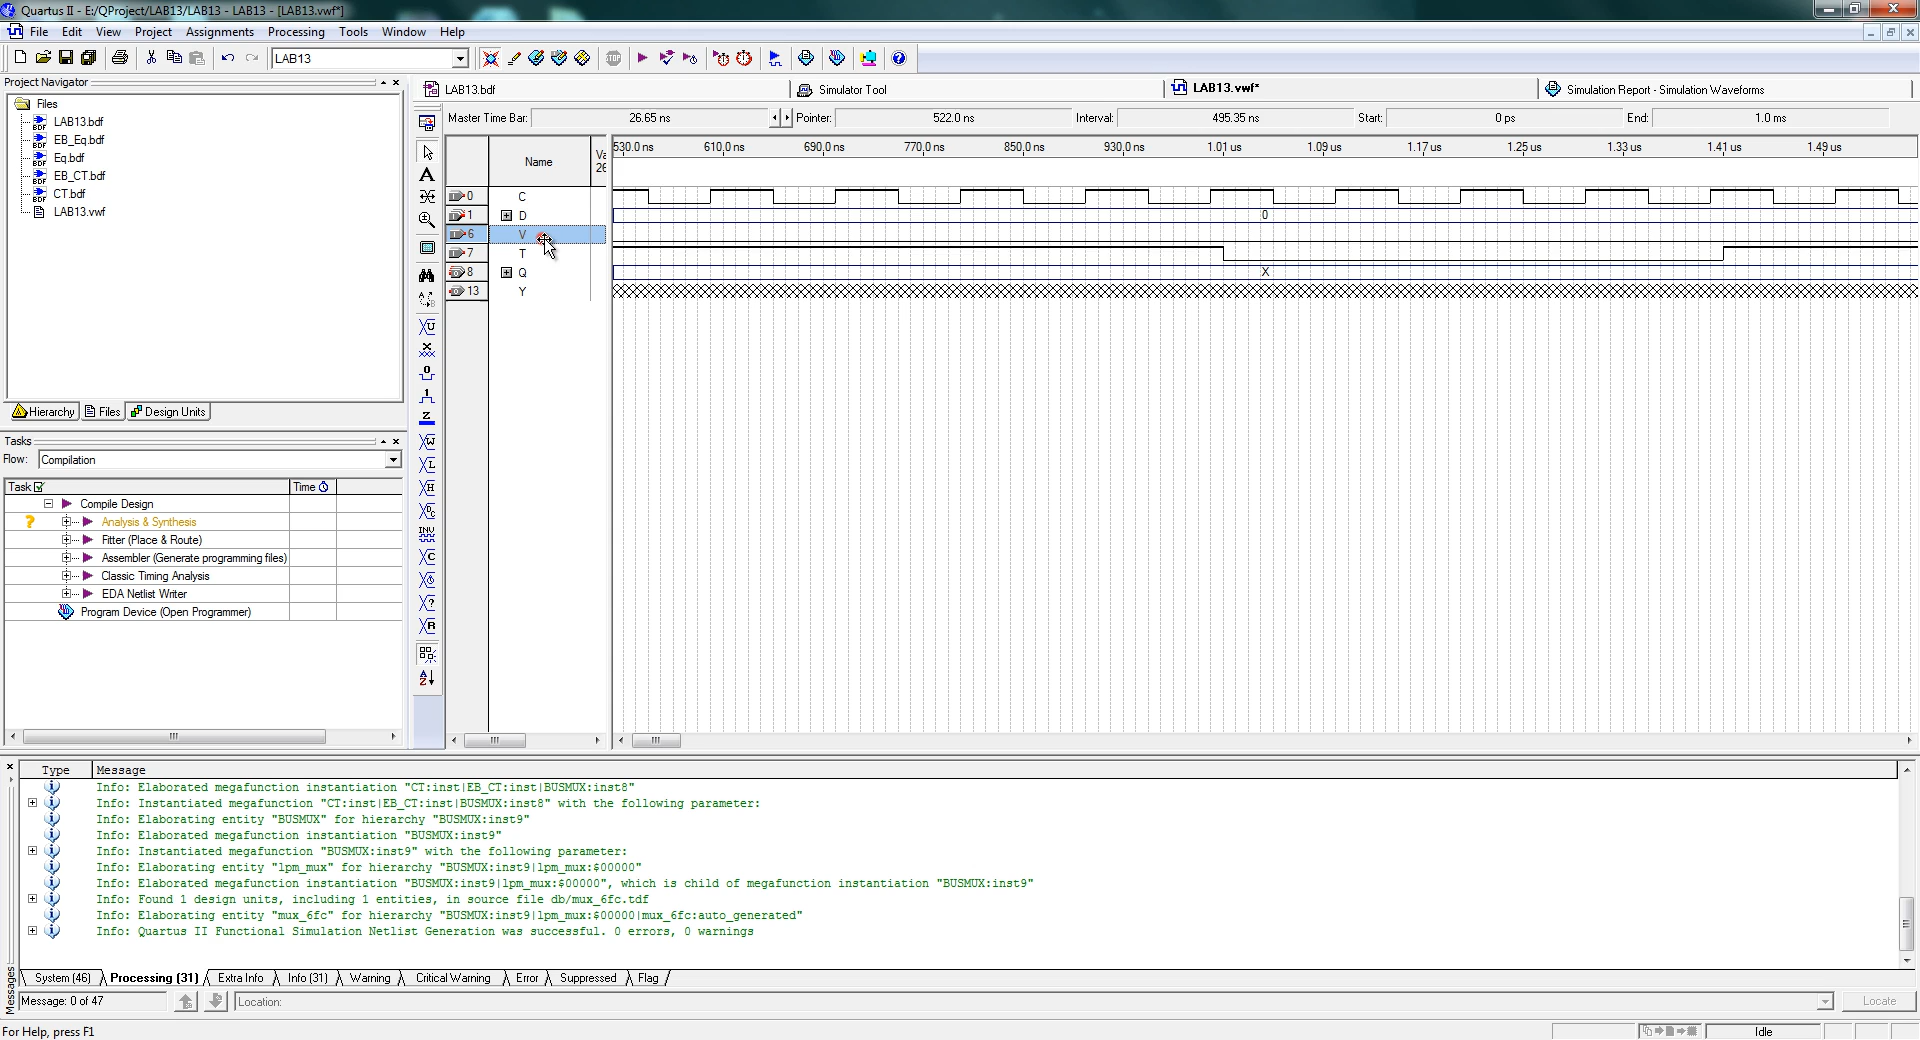 Quartus II - E:/QProject/LAB13/LAB13 - LAB13 - [LAB13.vwf*]
File Edit View Project Assignments Processing Tools Window Help
LAB13
STOP
Project Navigator
LAB13.bdf
Simulator Tool
LAB13.vwf*
Simulation Report - Simulation Waveforms
Files
LAB13.bdf
EB_Eq.bdf
Eq.bdf
EB_CT.bdf
CT.bdf
LAB13.vwf
Hierarchy Files Design Units
Master Time Bar: 26.65 ns Pointer: 522.0 ns Interval: 495.35 ns Start: 0 ps End: 1.0 ms
Name
Va
26
530.0 ns 610.0 ns 690.0 ns 770.0 ns 850.0 ns 930.0 ns 1.01 us 1.09 us 1.17 us 1.25 us 1.33 us 1.41 us 1.49 us
0 C
1 D 0
6 V
7 T
8 Q X
13 Y
Tasks
Flow: Compilation
Task Time
Compile Design
Analysis & Synthesis
Fitter (Place & Route)
Assembler (Generate programming files)
Classic Timing Analysis
EDA Netlist Writer
Program Device (Open Programmer)
Type Message
Info: Elaborated megafunction instantiation "CT:inst|EB_CT:inst|BUSMUX:inst8"
Info: Instantiated megafunction "CT:inst|EB_CT:inst|BUSMUX:inst8" with the following parameter:
Info: Elaborating entity "BUSMUX" for hierarchy "BUSMUX:inst9"
Info: Elaborated megafunction instantiation "BUSMUX:inst9"
Info: Instantiated megafunction "BUSMUX:inst9" with the following parameter:
Info: Elaborating entity "lpm_mux" for hierarchy "BUSMUX:inst9|lpm_mux:$00000"
Info: Elaborated megafunction instantiation "BUSMUX:inst9|lpm_mux:$00000", which is child of megafunction instantiation "BUSMUX:inst9"
Info: Found 1 design units, including 1 entities, in source file db/mux_6fc.tdf
Info: Elaborating entity "mux_6fc" for hierarchy "BUSMUX:inst9|lpm_mux:$00000|mux_6fc:auto_generated"
Info: Quartus II Functional Simulation Netlist Generation was successful. 0 errors, 0 warnings
System (46) Processing (31) Extra Info Info (31) Warning Critical Warning Error Suppressed Flag
Messages
Message: 0 of 47
Location:
Locate
For Help, press F1
Idle